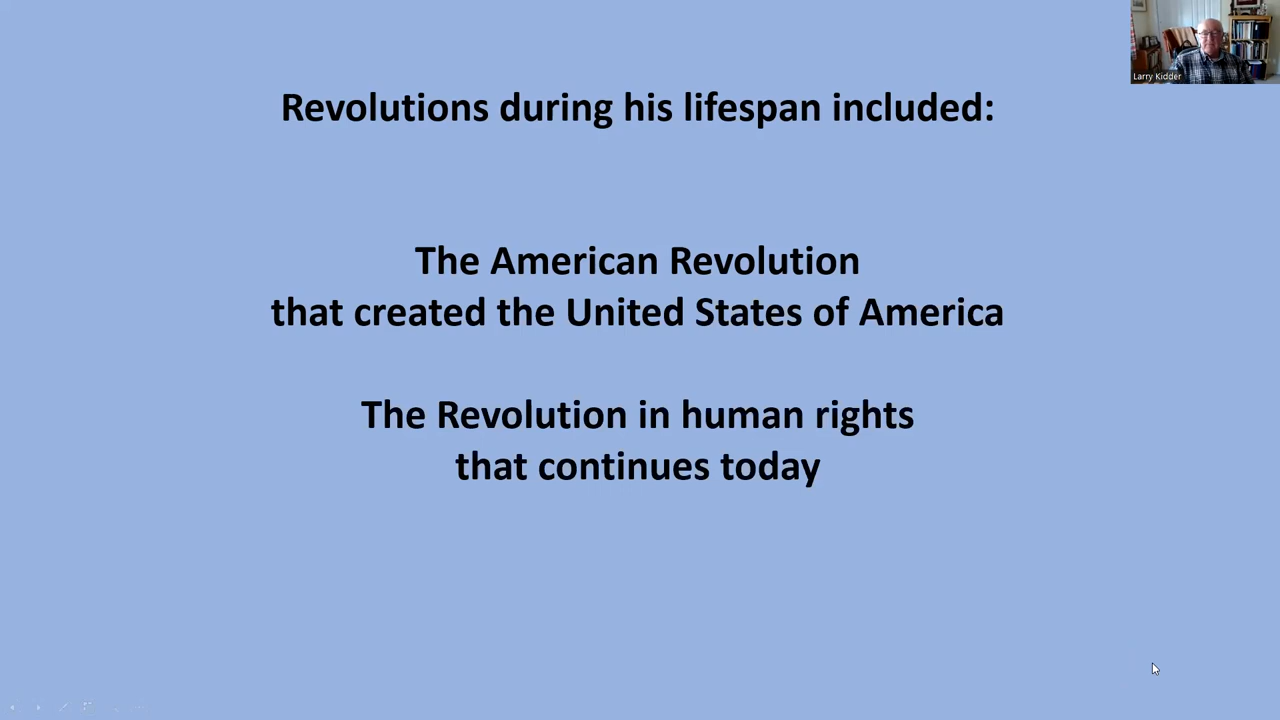 Larry Kidder
Revolutions during his lifespan included:
The American Revolution
that created the United States of America
The Revolution in human rights
that continues today